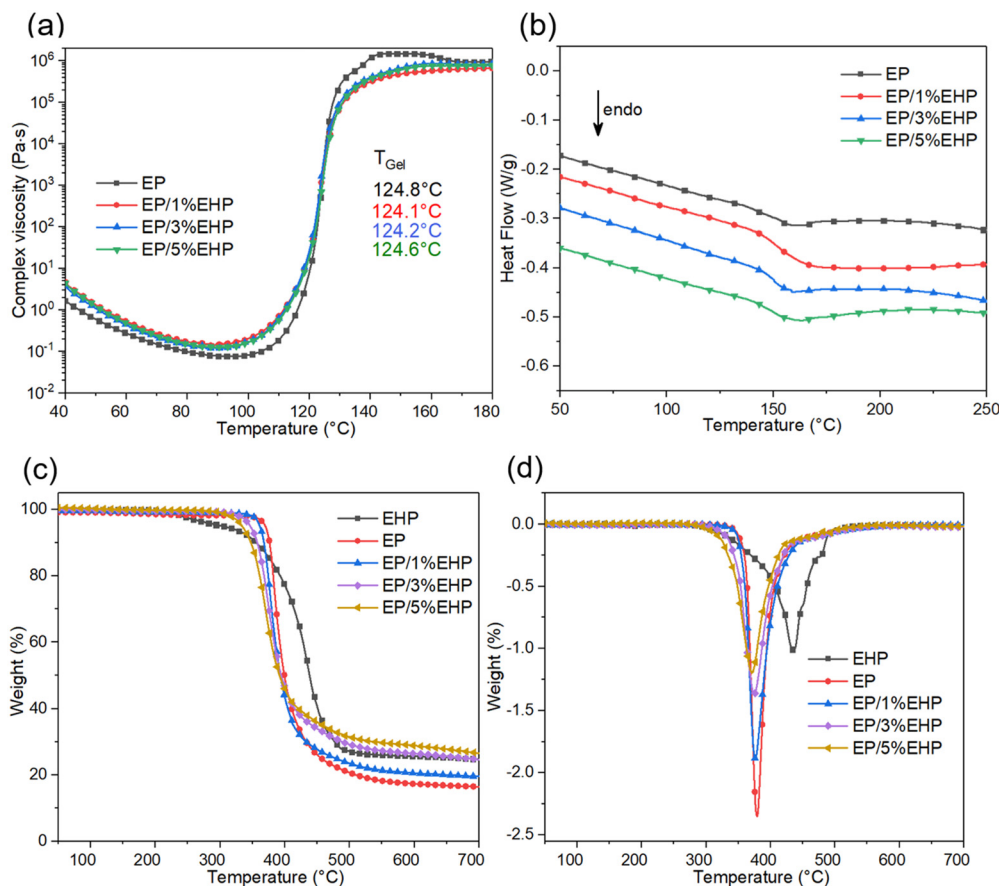 (a)
Complex viscosity (Pa·s)
10⁶
10⁵
10⁴
10³
10²
10¹
10⁰
10⁻¹
10⁻²
EP
EP/1%EHP
EP/3%EHP
EP/5%EHP
T_Gel
124.8°C
124.1°C
124.2°C
124.6°C
40 60 80 100 120 140 160 180
Temperature (°C)
(b)
Heat Flow (W/g)
0.0
-0.1
-0.2
-0.3
-0.4
-0.5
-0.6
endo
EP
EP/1%EHP
EP/3%EHP
EP/5%EHP
50 100 150 200 250
Temperature (°C)
(c)
Weight (%)
100
80
60
40
20
0
EHP
EP
EP/1%EHP
EP/3%EHP
EP/5%EHP
100 200 300 400 500 600 700
Temperature (°C)
(d)
Weight (%)
0.0
-0.5
-1.0
-1.5
-2.0
-2.5
EHP
EP
EP/1%EHP
EP/3%EHP
EP/5%EHP
100 200 300 400 500 600 700
Temperature (°C)